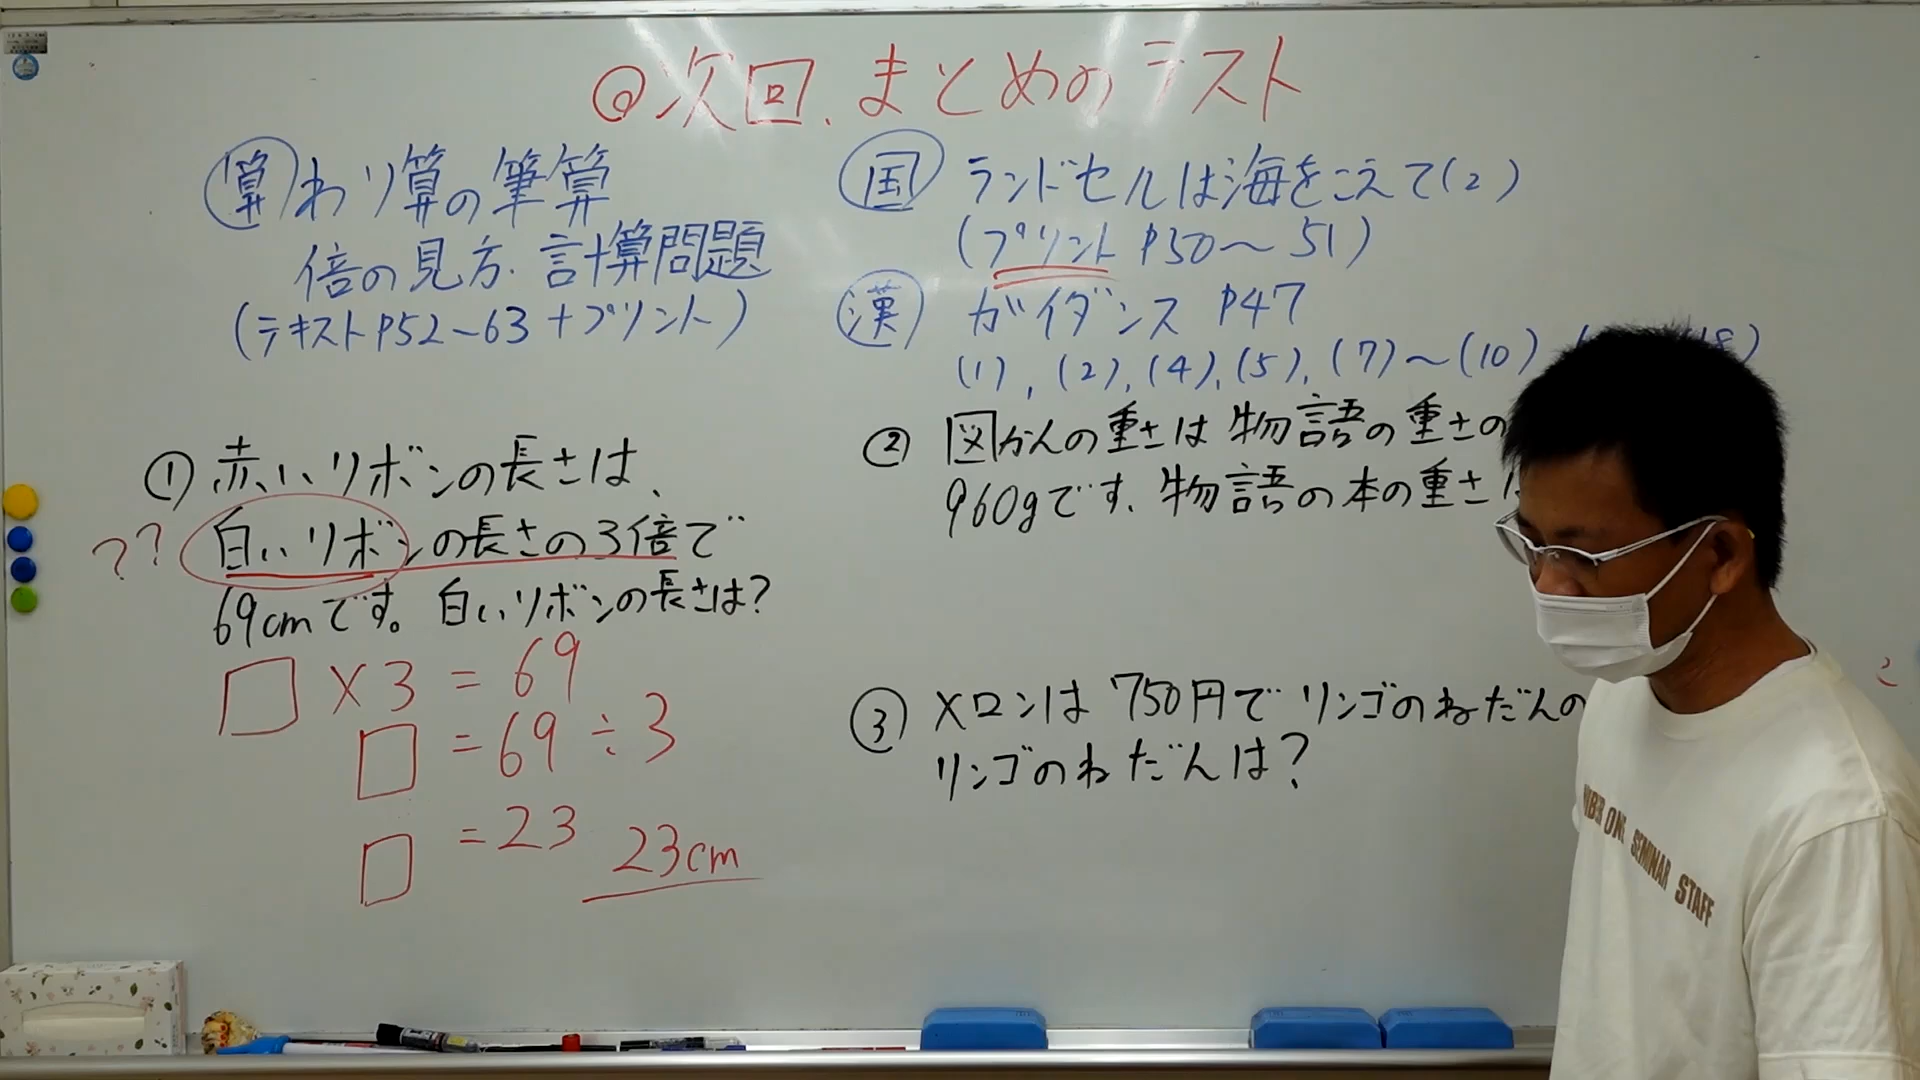 ◎次回、まとめのテスト
算 わり算の筆算
倍の見方、計算問題
(テキストP52~63+プリント)
国 ランドセルは海をこえて(2)
(プリント P50~51)
漢 ガイダンス P47
(1),(2),(4),(5),(7)~(10)
18)
① 赤いリボンの長さは、
?? 白いリボンの長さの3倍で
69cmです。白いリボンの長さは?
□×3=69
□=69÷3
□=23 23cm
② 図かんの重さは物語の重さの
960gです、物語の本の重さ
③ メロンは750円でリンゴのねだんの
リンゴのねだんは?
ONE SEMINAR STAFF